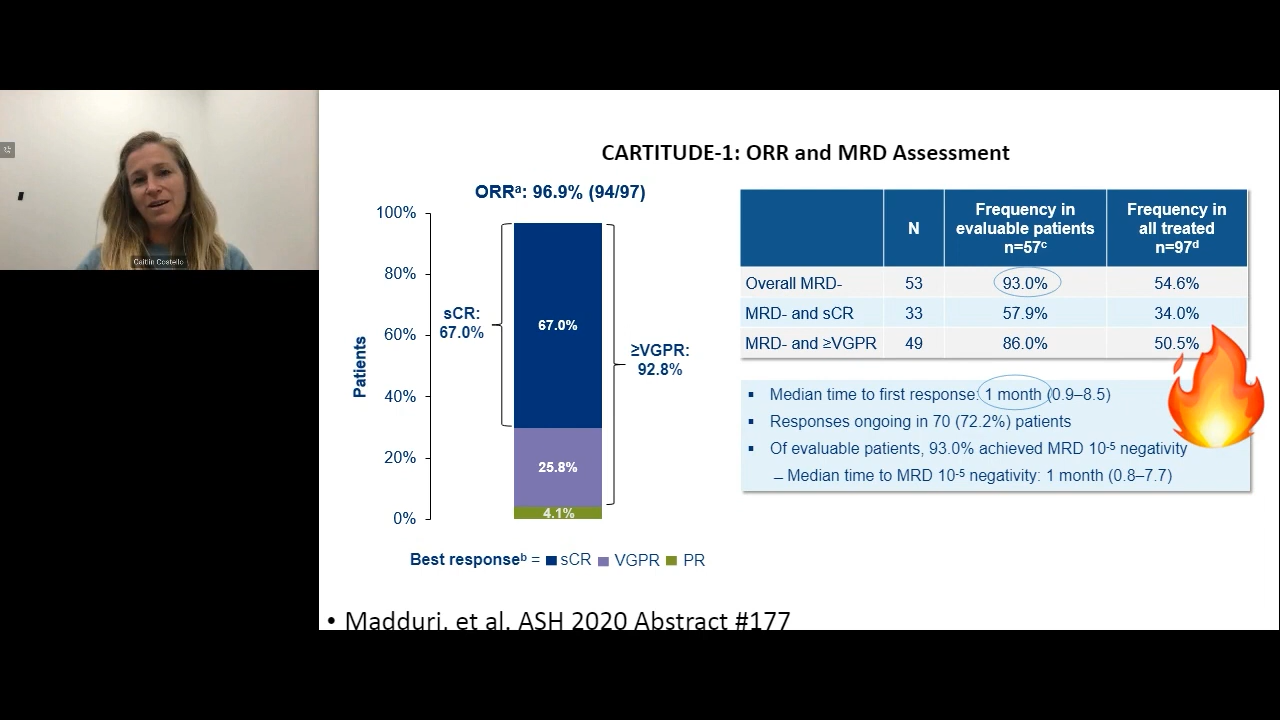 Caitlin Costello
CARTITUDE-1: ORR and MRD Assessment
ORRᵃ: 96.9% (94/97)
100%
80%
60%
40%
20%
0%
Patients
sCR:
67.0%
67.0%
25.8%
4.1%
≥VGPR:
92.8%
Best responseᵇ = sCR VGPR PR
N
Frequency in
evaluable patients
n=57ᶜ
Frequency in
all treated
n=97ᵈ
Overall MRD- 53 93.0% 54.6%
MRD- and sCR 33 57.9% 34.0%
MRD- and ≥VGPR 49 86.0% 50.5%
▪ Median time to first response: 1 month (0.9–8.5)
▪ Responses ongoing in 70 (72.2%) patients
▪ Of evaluable patients, 93.0% achieved MRD 10⁻⁵ negativity
– Median time to MRD 10⁻⁵ negativity: 1 month (0.8–7.7)
• Madduri, et al. ASH 2020 Abstract #177